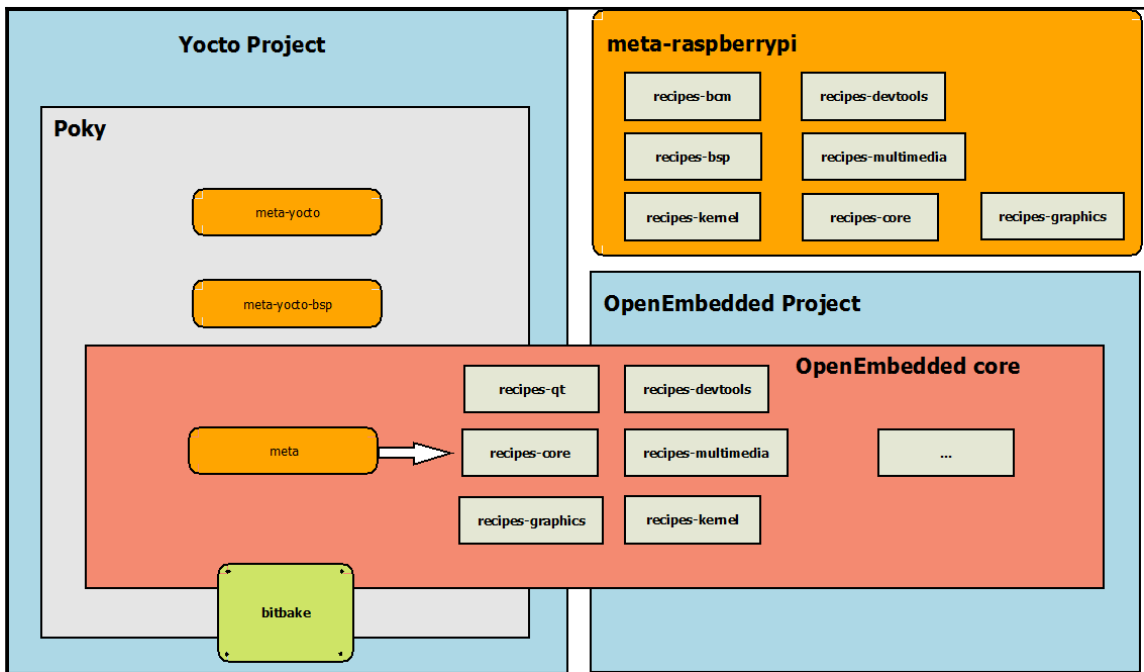 Yocto Project
Poky
meta-yocto
meta-yocto-bsp
meta-raspberrypi
recipes-bcm
recipes-devtools
recipes-bsp
recipes-multimedia
recipes-kernel
recipes-core
recipes-graphics
OpenEmbedded Project
OpenEmbedded core
recipes-qt
recipes-devtools
meta
recipes-core
recipes-multimedia
...
recipes-graphics
recipes-kernel
bitbake